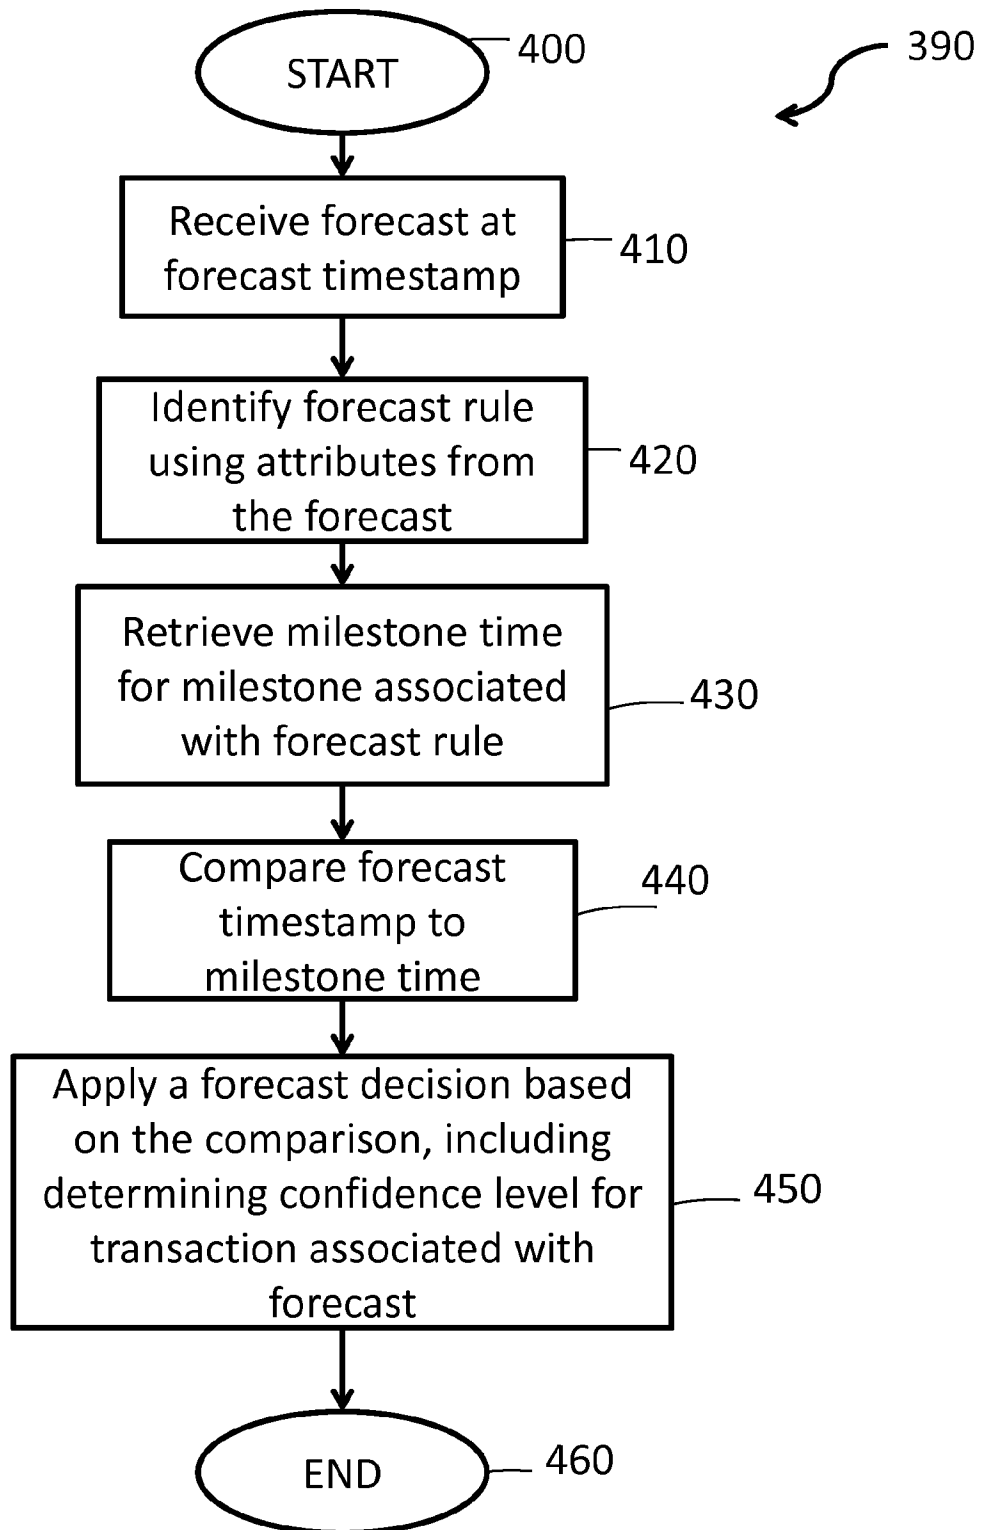 START
400
390
Receive forecast at
forecast timestamp
410
Identify forecast rule
using attributes from
the forecast
420
Retrieve milestone time
for milestone associated
with forecast rule
430
Compare forecast
timestamp to
milestone time
440
Apply a forecast decision based
on the comparison, including
determining confidence level for
transaction associated with
forecast
450
END
460